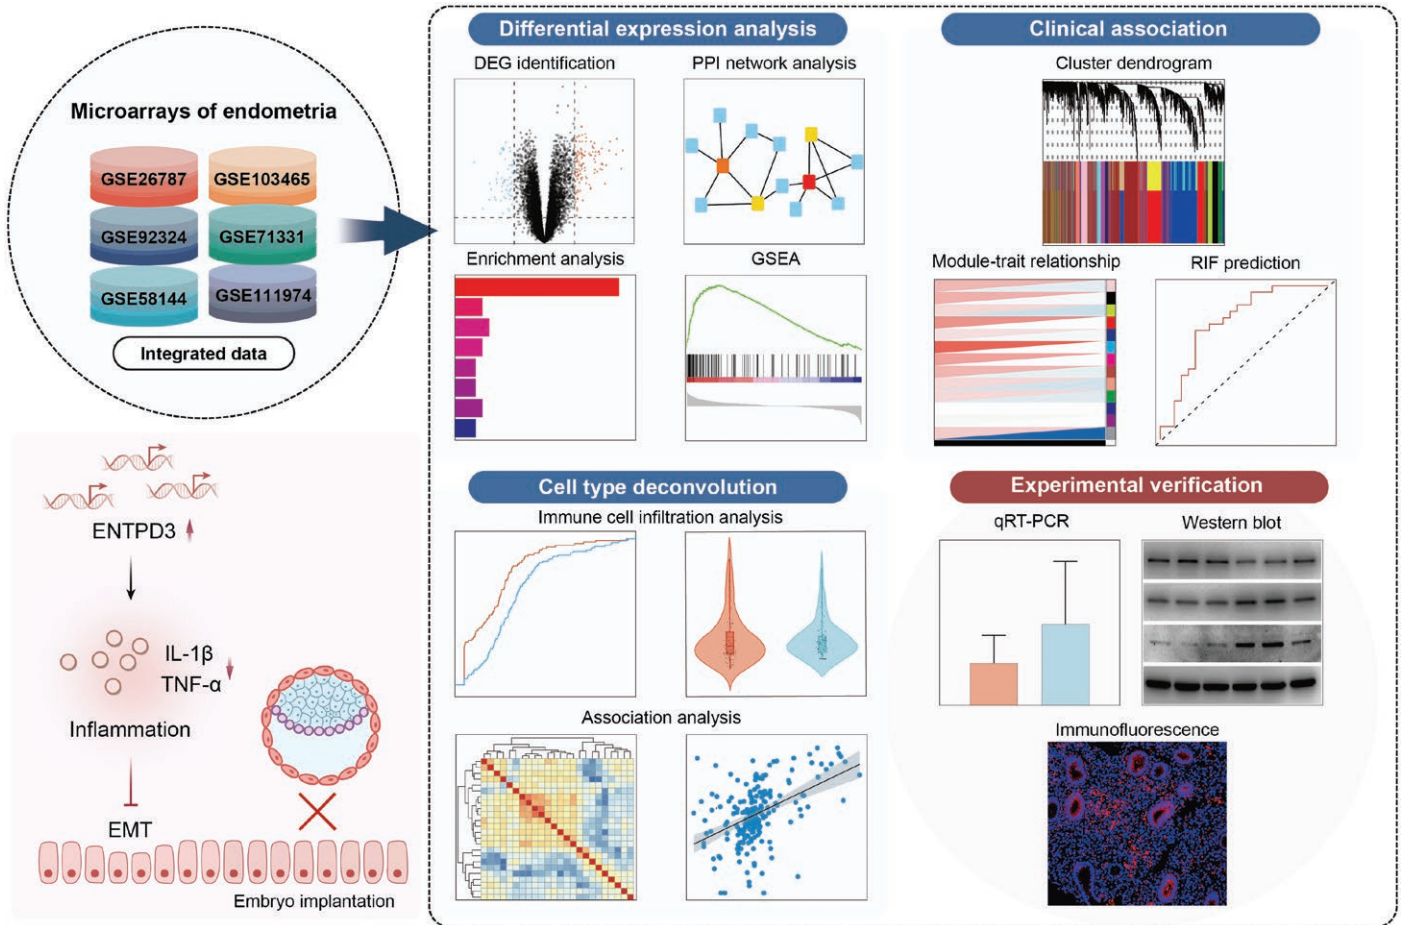 Microarrays of endometria
GSE26787
GSE103465
GSE92324
GSE71331
GSE58144
GSE111974
Integrated data
Differential expression analysis
DEG identification
PPI network analysis
Enrichment analysis
GSEA
Clinical association
Cluster dendrogram
Module-trait relationship
RIF prediction
ENTPD3
IL-1β
TNF-α
Inflammation
EMT
Embryo implantation
Cell type deconvolution
Immune cell infiltration analysis
Association analysis
Experimental verification
qRT-PCR
Western blot
Immunofluorescence